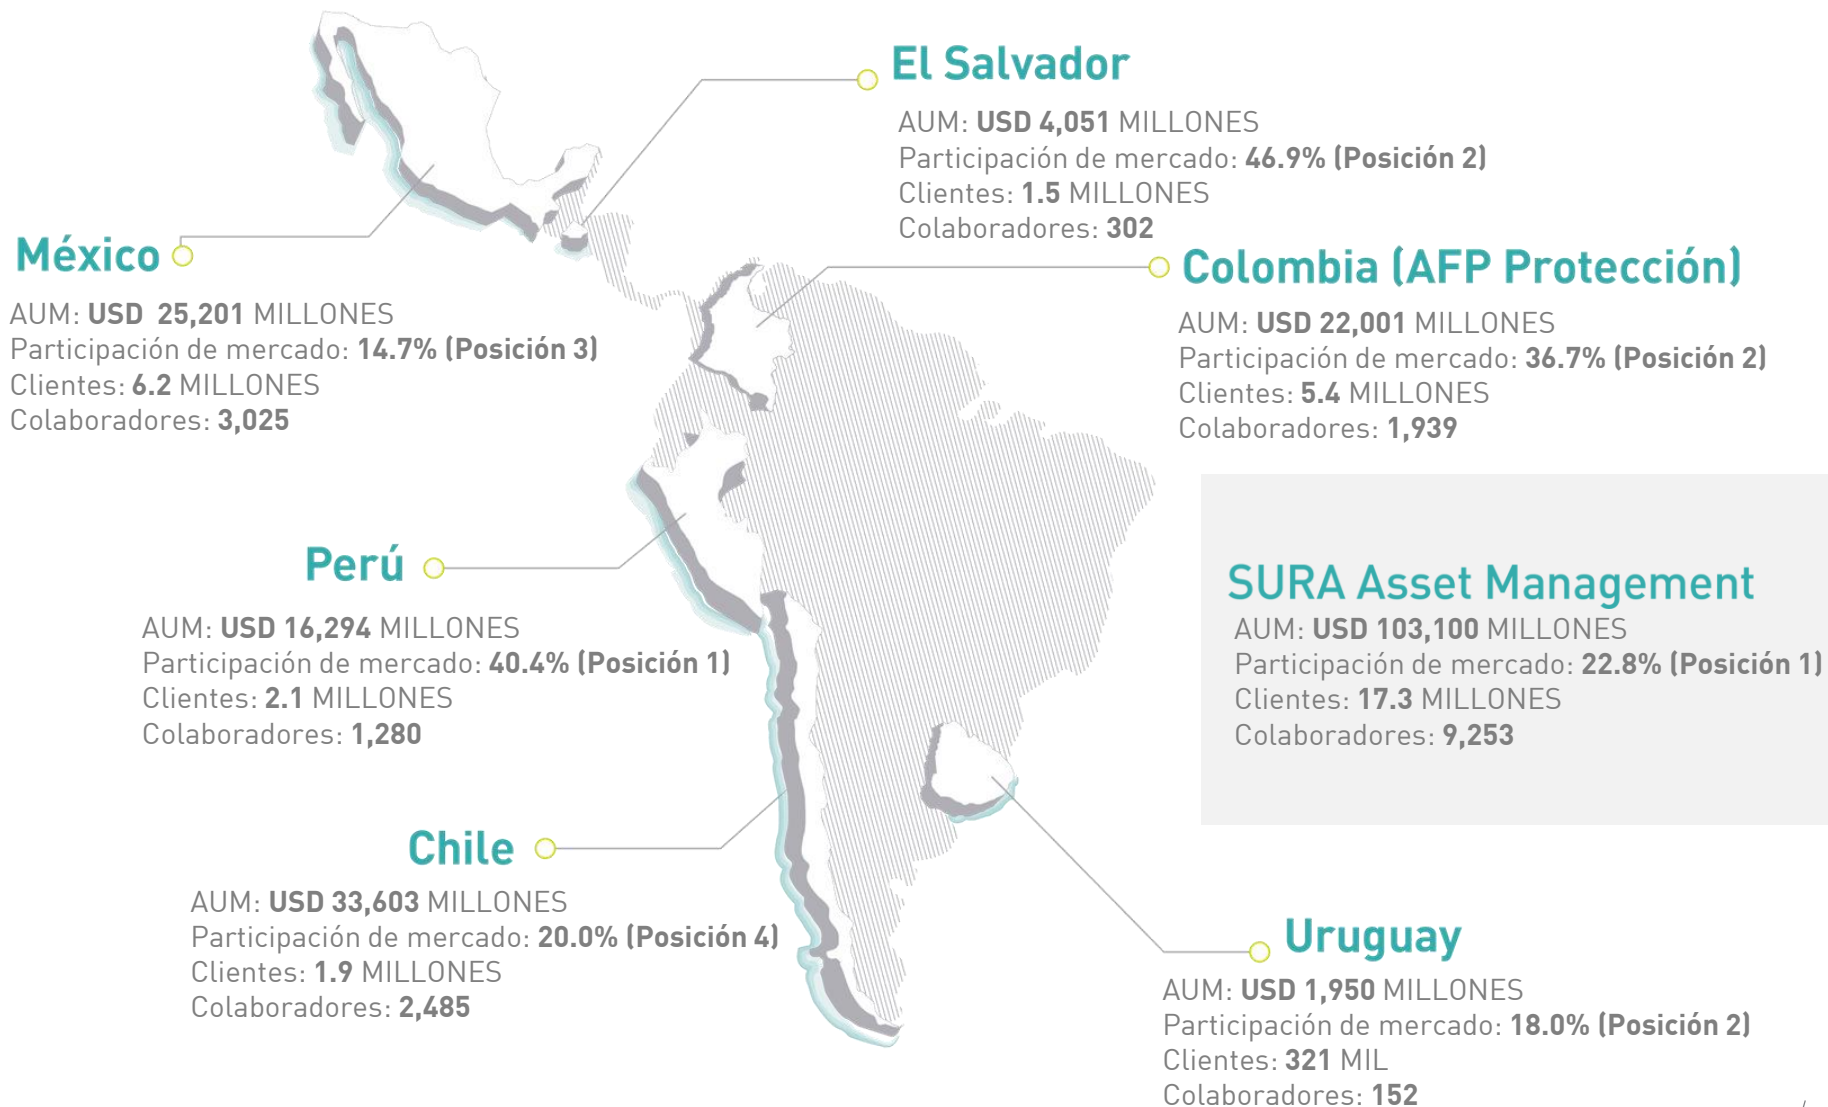 El Salvador
AUM: USD 4,051 MILLONES
Participación de mercado: 46.9% (Posición 2)
Clientes: 1.5 MILLONES
Colaboradores: 302
México
AUM: USD 25,201 MILLONES
Participación de mercado: 14.7% (Posición 3)
Clientes: 6.2 MILLONES
Colaboradores: 3,025
Colombia (AFP Protección)
AUM: USD 22,001 MILLONES
Participación de mercado: 36.7% (Posición 2)
Clientes: 5.4 MILLONES
Colaboradores: 1,939
Perú
AUM: USD 16,294 MILLONES
Participación de mercado: 40.4% (Posición 1)
Clientes: 2.1 MILLONES
Colaboradores: 1,280
SURA Asset Management
AUM: USD 103,100 MILLONES
Participación de mercado: 22.8% (Posición 1)
Clientes: 17.3 MILLONES
Colaboradores: 9,253
Chile
AUM: USD 33,603 MILLONES
Participación de mercado: 20.0% (Posición 4)
Clientes: 1.9 MILLONES
Colaboradores: 2,485
Uruguay
AUM: USD 1,950 MILLONES
Participación de mercado: 18.0% (Posición 2)
Clientes: 321 MIL
Colaboradores: 152